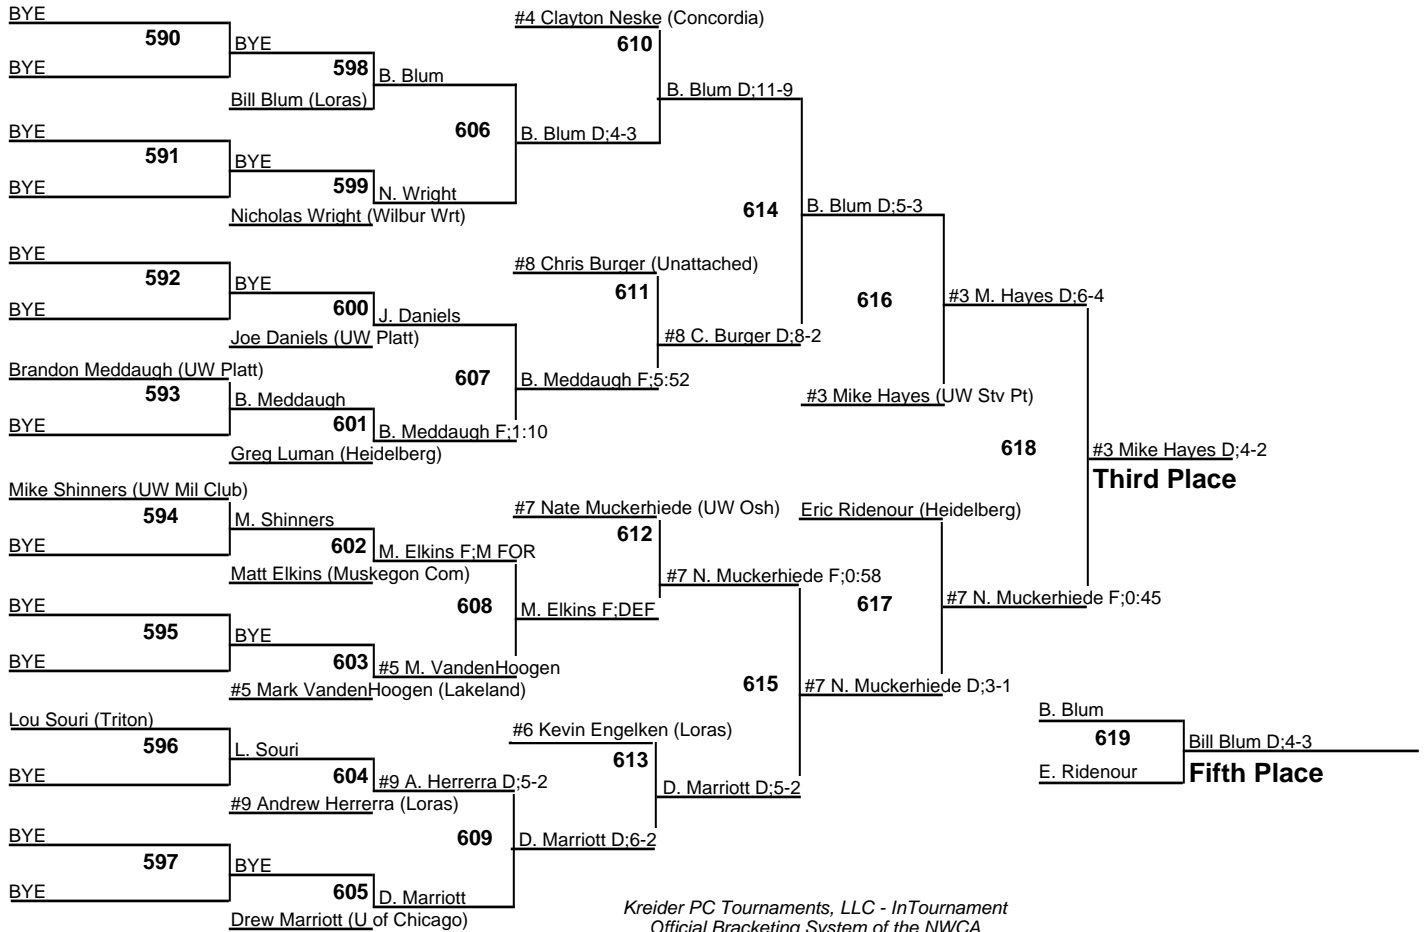 BYE
590
BYE
BYE
598
B. Blum
Bill Blum (Loras)
606
B. Blum D;4-3
BYE
591
BYE
BYE
599
N. Wright
Nicholas Wright (Wilbur Wrt)
#4 Clayton Neske (Concordia)
610
B. Blum D;11-9
614
B. Blum D;5-3
BYE
592
BYE
BYE
600
J. Daniels
Joe Daniels (UW Platt)
607
B. Meddaugh F;5:52
Brandon Meddaugh (UW Platt)
593
B. Meddaugh
BYE
601
B. Meddaugh F;1:10
Greg Luman (Heidelberg)
#8 Chris Burger (Unattached)
611
#8 C. Burger D;8-2
616
#3 M. Hayes D;6-4
#3 Mike Hayes (UW Stv Pt)
618
#3 Mike Hayes D;4-2
Third Place
Mike Shinners (UW Mil Club)
594
M. Shinners
BYE
602
M. Elkins F;M FOR
Matt Elkins (Muskegon Com)
608
M. Elkins F;DEF
BYE
595
BYE
BYE
603
#5 M. VandenHoogen
#5 Mark VandenHoogen (Lakeland)
#7 Nate Muckerhiede (UW Osh)
612
#7 N. Muckerhiede F;0:58
Eric Ridenour (Heidelberg)
617
#7 N. Muckerhiede F;0:45
615
#7 N. Muckerhiede D;3-1
Lou Souri (Triton)
596
L. Souri
BYE
604
#9 A. Herrerra D;5-2
#9 Andrew Herrerra (Loras)
609
D. Marriott D;6-2
BYE
597
BYE
BYE
605
D. Marriott
Drew Marriott (U of Chicago)
#6 Kevin Engelken (Loras)
613
D. Marriott D;5-2
B. Blum
619
Bill Blum D;4-3
E. Ridenour
Fifth Place
Kreider PC Tournaments, LLC - InTournament
Official Bracketing System of the NWCA